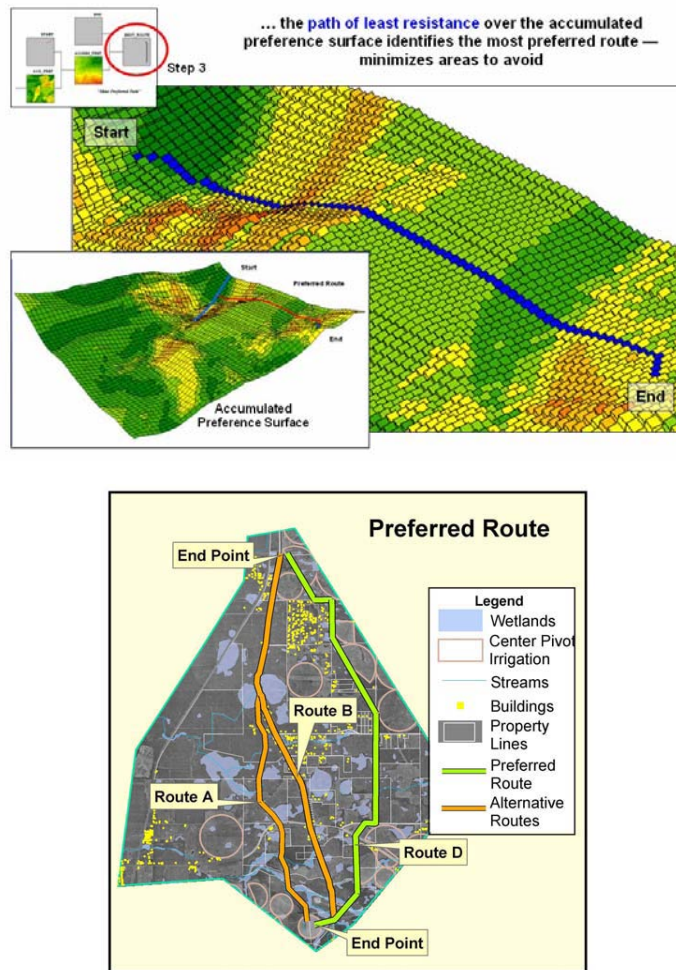 ... the path of least resistance over the accumulated
preference surface identifies the most preferred route —
minimizes areas to avoid
Step 3
Start
Start
Preferred Route
End
Accumulated
Preference Surface
End
Preferred Route
End Point
Legend
Wetlands
Center Pivot
Irrigation
Streams
Buildings
Property
Lines
Preferred
Route
Alternative
Routes
Route B
Route A
Route D
End Point